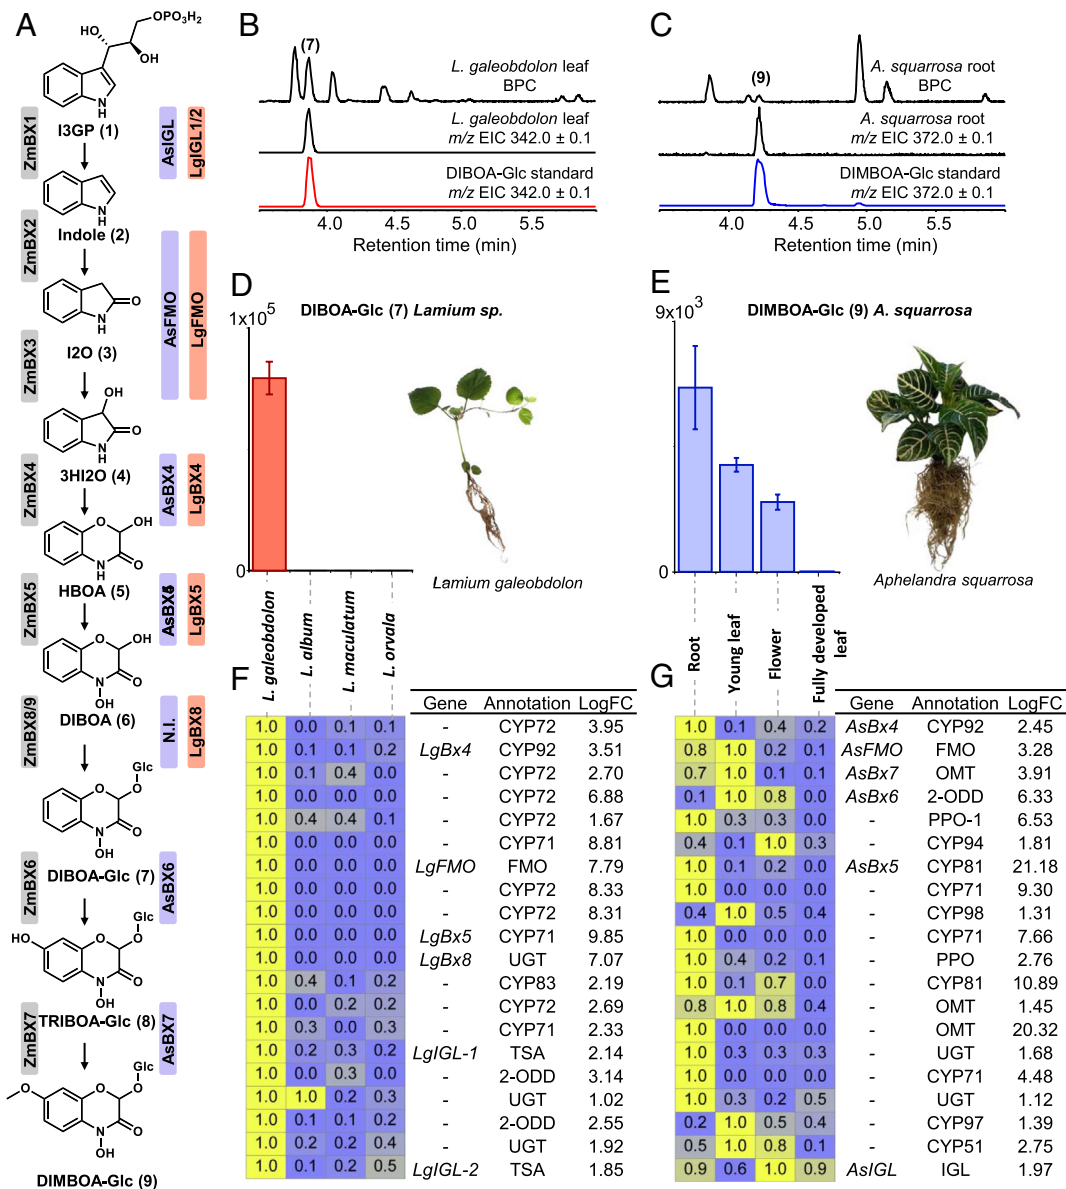 A
OPO₃H₂
HO
OH
N
H
I3GP (1)
ZmBX1
AsIGL
LgIGL1/2
N
H
Indole (2)
ZmBX2
O
N
H
I2O (3)
AsFMO
LgFMO
ZmBX3
OH
O
N
H
3HI2O (4)
ZmBX4
AsBX4
LgBX4
O
OH
N
H
O
HBOA (5)
ZmBX5
LgBX5
O
OH
N
O
OH
DIBOA (6)
ZmBX8/9
N.I.
LgBX8
Glc
O
O
N
O
OH
DIBOA-Glc (7)
ZmBX6
AsBX6
Glc
HO
O
O
N
O
OH
TRIBOA-Glc (8)
ZmBX7
AsBX7
Glc
O
O
O
N
O
OH
DIMBOA-Glc (9)
B
(7)
L. galeobdolon leaf
BPC
L. galeobdolon leaf
m/z EIC 342.0 ± 0.1
DIBOA-Glc standard
m/z EIC 342.0 ± 0.1
4.0 4.5 5.0 5.5
Retention time (min)
C
(9)
A. squarrosa root
BPC
A. squarrosa root
m/z EIC 372.0 ± 0.1
DIMBOA-Glc standard
m/z EIC 372.0 ± 0.1
4.0 4.5 5.0 5.5
Retention time (min)
D
DIBOA-Glc (7) Lamium sp.
1x10⁵
0
Lamium galeobdolon
L. galeobdolon
L. album
L. maculatum
L. orvala
E
DIMBOA-Glc (9) A. squarrosa
9x10³
0
Aphelandra squarrosa
Root
Young leaf
Flower
Fully developed
leaf
F
Gene Annotation LogFC
1.0 0.0 0.1 0.1 - CYP72 3.95
1.0 0.1 0.1 0.2 LgBx4 CYP92 3.51
1.0 0.1 0.4 0.0 - CYP72 2.70
1.0 0.0 0.0 0.0 - CYP72 6.88
1.0 0.4 0.4 0.1 - CYP72 1.67
1.0 0.0 0.0 0.0 - CYP71 8.81
1.0 0.0 0.0 0.0 LgFMO FMO 7.79
1.0 0.0 0.0 0.0 - CYP72 8.33
1.0 0.0 0.0 0.0 - CYP72 8.31
1.0 0.0 0.0 0.0 LgBx5 CYP71 9.85
1.0 0.0 0.0 0.0 LgBx8 UGT 7.07
1.0 0.4 0.1 0.2 - CYP83 2.19
1.0 0.0 0.2 0.2 - CYP72 2.69
1.0 0.3 0.0 0.3 - CYP71 2.33
1.0 0.2 0.3 0.2 LgIGL-1 TSA 2.14
1.0 0.0 0.3 0.0 - 2-ODD 3.14
1.0 1.0 0.2 0.3 - UGT 1.02
1.0 0.1 0.1 0.2 - 2-ODD 2.55
1.0 0.2 0.2 0.4 - UGT 1.92
1.0 0.1 0.2 0.5 LgIGL-2 TSA 1.85
G
Gene Annotation LogFC
1.0 0.1 0.4 0.2 AsBx4 CYP92 2.45
0.8 1.0 0.2 0.1 AsFMO FMO 3.28
0.7 1.0 0.1 0.1 AsBx7 OMT 3.91
0.1 1.0 0.8 0.0 AsBx6 2-ODD 6.33
1.0 0.3 0.3 0.0 - PPO-1 6.53
0.4 0.1 1.0 0.3 - CYP94 1.81
1.0 0.1 0.2 0.0 AsBx5 CYP81 21.18
1.0 0.0 0.0 0.0 - CYP71 9.30
0.4 1.0 0.5 0.4 - CYP98 1.31
1.0 0.0 0.0 0.0 - CYP71 7.66
1.0 0.4 0.2 0.1 - PPO 2.76
1.0 0.1 0.7 0.0 - CYP81 10.89
0.8 1.0 0.8 0.4 - OMT 1.45
1.0 0.0 0.0 0.0 - OMT 20.32
1.0 0.3 0.3 0.3 - UGT 1.68
1.0 0.0 0.0 0.0 - CYP71 4.48
1.0 0.3 0.2 0.5 - UGT 1.12
0.2 1.0 0.5 0.4 - CYP97 1.39
0.5 1.0 0.8 0.1 - CYP51 2.75
0.9 0.6 1.0 0.9 AsIGL IGL 1.97